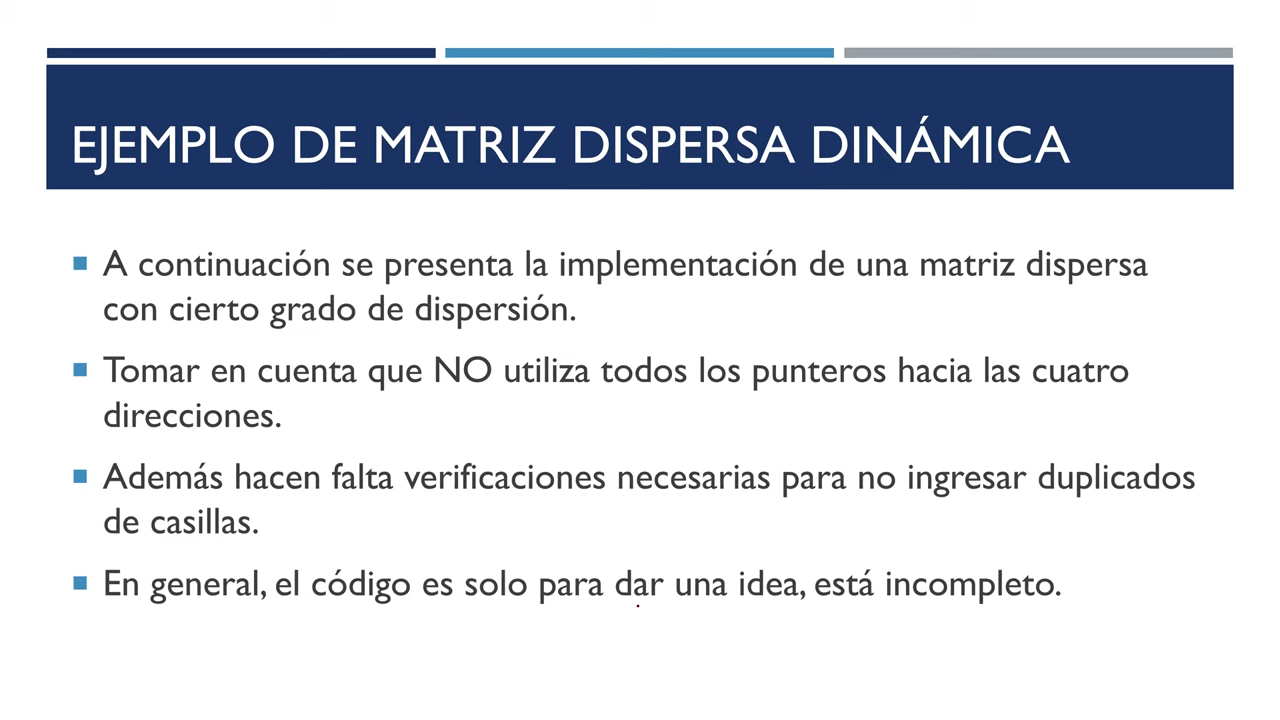 EJEMPLO DE MATRIZ DISPERSA DINÁMICA
A continuación se presenta la implementación de una matriz dispersa
con cierto grado de dispersión.
Tomar en cuenta que NO utiliza todos los punteros hacia las cuatro
direcciones.
Además hacen falta verificaciones necesarias para no ingresar duplicados
de casillas.
En general, el código es solo para dar una idea, está incompleto.